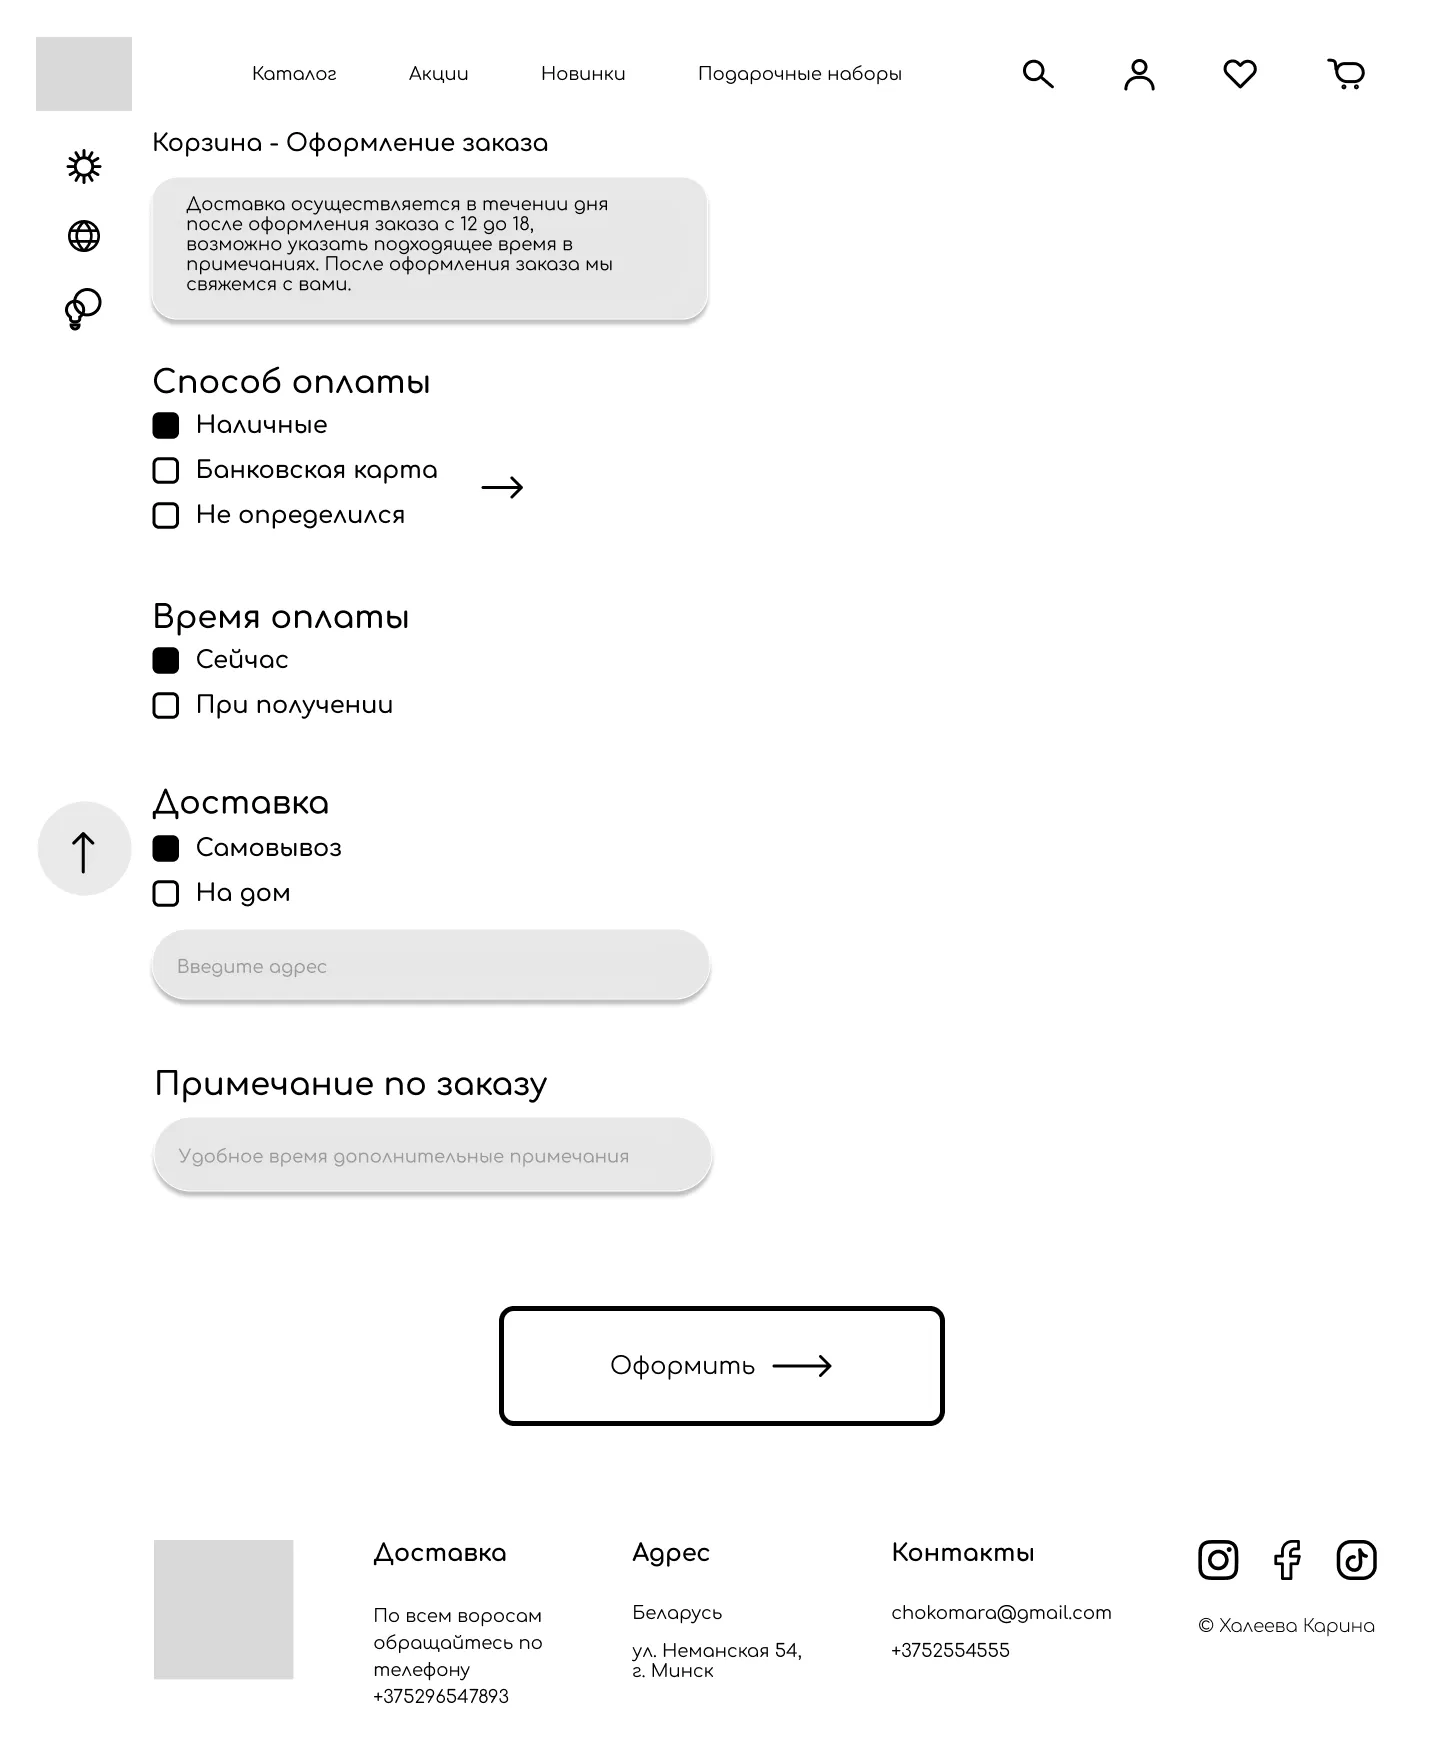 Каталог
Акции
Новинки
Подарочные наборы
Корзина - Оформление заказа
Доставка осуществляется в течении дня
после оформления заказа с 12 до 18,
возможно указать подходящее время в
примечаниях. После оформления заказа мы
свяжемся с вами.
Способ оплаты
Наличные
Банковская карта
Не определился
Время оплаты
Сейчас
При получении
Доставка
Самовывоз
На дом
Введите адрес
Примечание по заказу
Удобное время дополнительные примечания
Оформить
Доставка
По всем воросам
обращайтесь по
телефону
+375296547893
Адрес
Беларусь
ул. Неманская 54,
г. Минск
Контакты
chokomara@gmail.com
+3752554555
© Халеева Карина